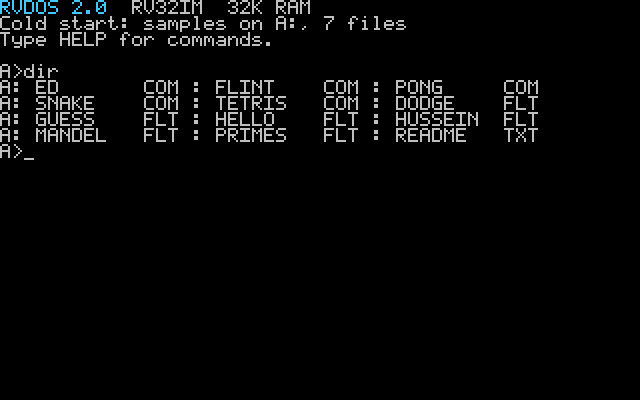 RVDOS 2.0  RV32IM  32K RAM
Cold start: samples on A:, 7 files
Type HELP for commands.
A>dir
A: ED       COM : FLINT    COM : PONG     COM
A: SNAKE    COM : TETRIS   COM : DODGE    FLT
A: GUESS    FLT : HELLO    FLT : HUSSEIN  FLT
A: MANDEL   FLT : PRIMES   FLT : README   TXT
A>_